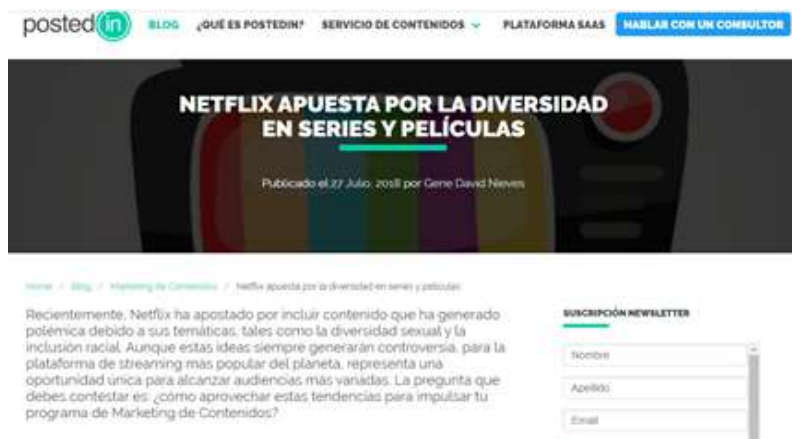 postedin
BLOG ¿QUÉ ES POSTEDIN? SERVICIO DE CONTENIDOS PLATAFORMA SAAS HABLAR CON UN CONSULTOR
NETFLIX APUESTA POR LA DIVERSIDAD
EN SERIES Y PELÍCULAS
Publicado el 27 Julio, 2018 por Gene David Nieves
Home / Blog / Marketing de Contenidos / Netflix apuesta por la diversidad en series y películas
Recientemente, Netflix ha apostado por incluir contenido que ha generado
polémica debido a sus temáticas, tales como la diversidad sexual y la
inclusión racial. Aunque estas ideas siempre generarán controversia, para la
plataforma de streaming más popular del planeta, representa una
oportunidad única para alcanzar audiencias más variadas. La pregunta que
debes contestar es: ¿cómo aprovechar estas tendencias para impulsar tu
programa de Marketing de Contenidos?
SUSCRIPCIÓN NEWSLETTER
Nombre
Apellido
Email